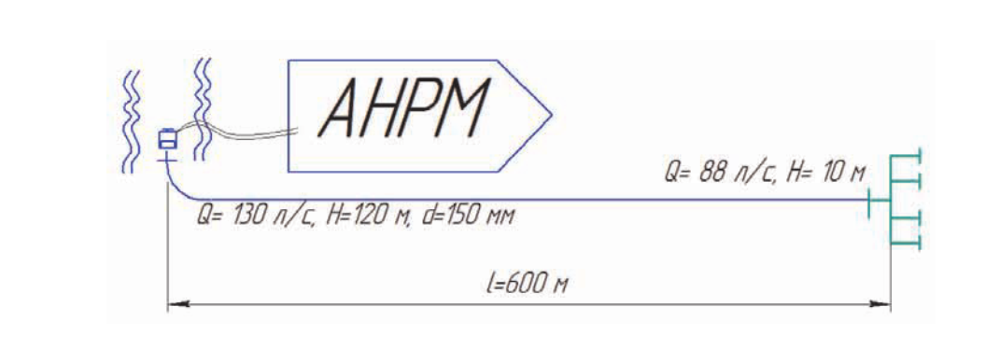 АНРМ
Q= 88 л/с, Н= 10 м
Q= 130 л/с, Н=120 м, d=150 мм
l=600 м